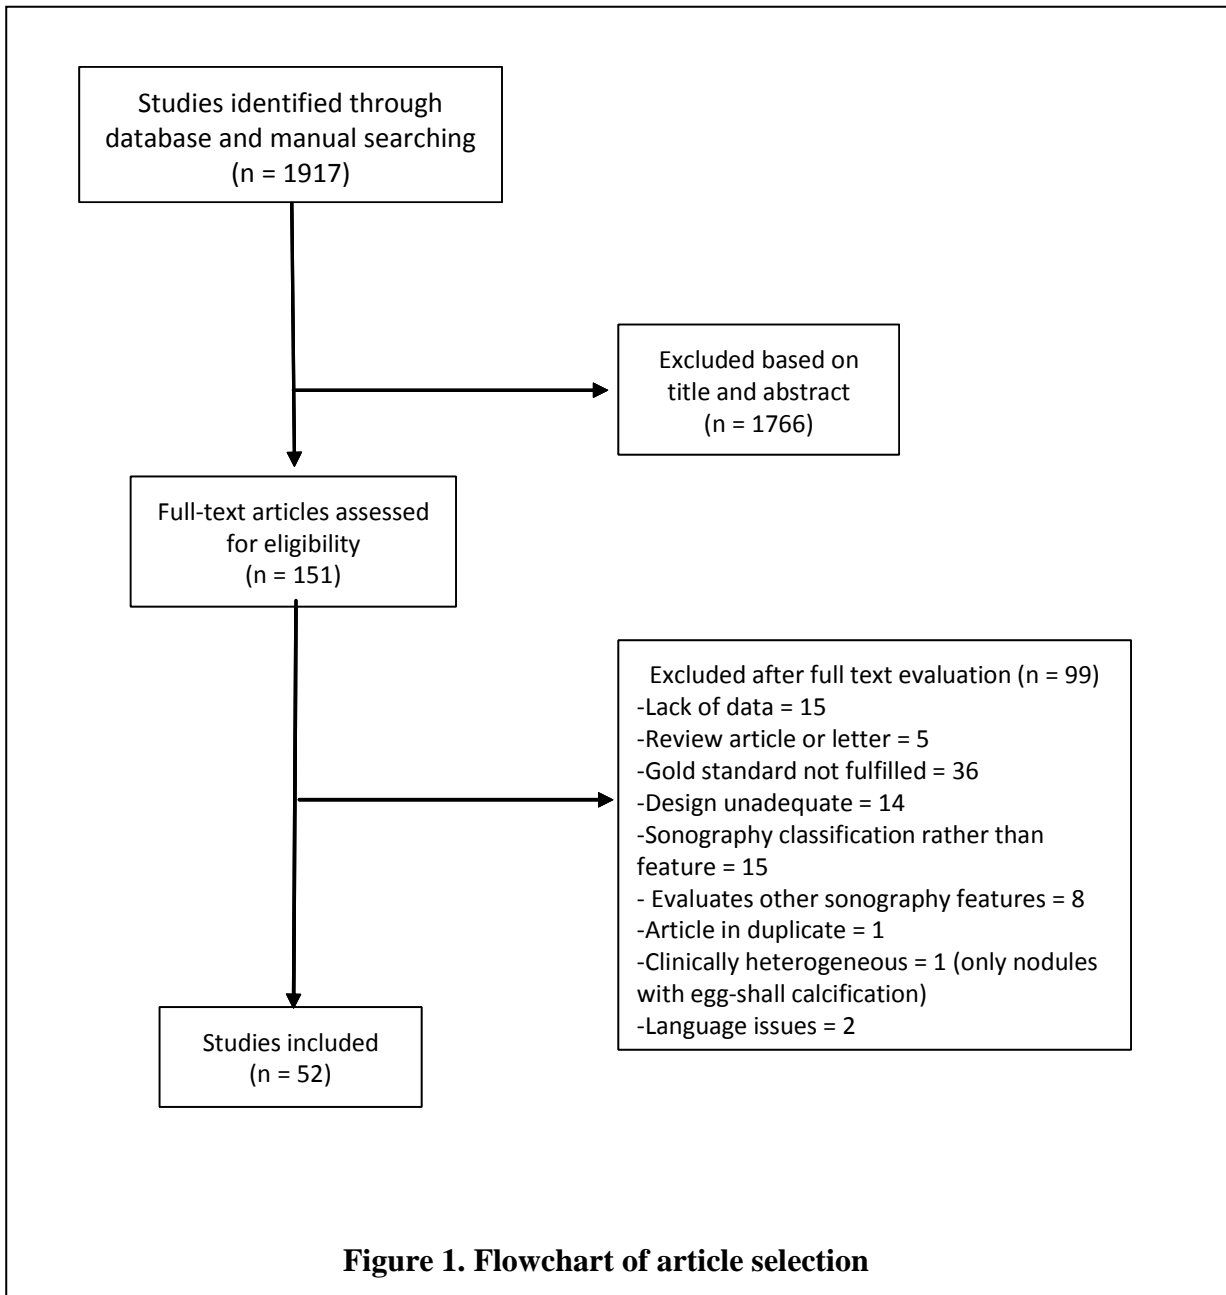 Studies identified through
database and manual searching
(n = 1917)
Excluded based on
title and abstract
(n = 1766)
Full-text articles assessed
for eligibility
(n = 151)
Excluded after full text evaluation (n = 99)
-Lack of data = 15
-Review article or letter = 5
-Gold standard not fulfilled = 36
-Design unadequate = 14
-Sonography classification rather than
feature = 15
- Evaluates other sonography features = 8
-Article in duplicate = 1
-Clinically heterogeneous = 1 (only nodules
with egg-shall calcification)
-Language issues = 2
Studies included
(n = 52)
Figure 1. Flowchart of article selection